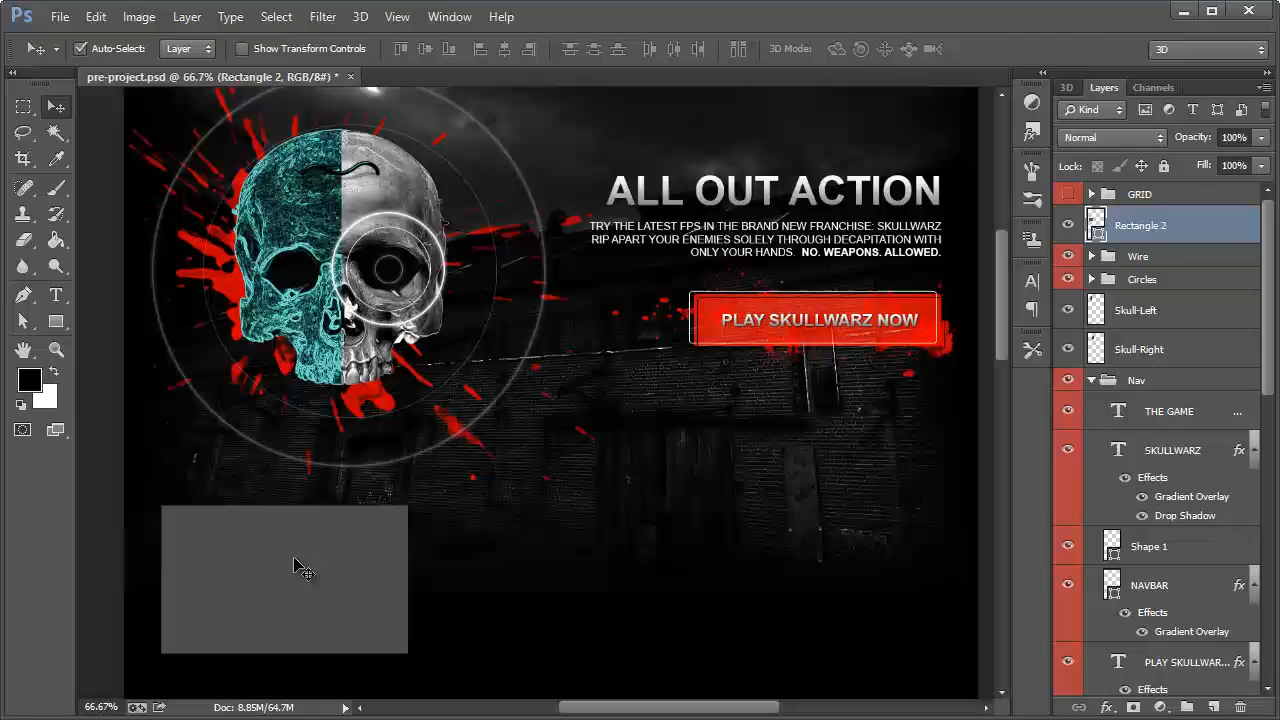 Ps File Edit Image Layer Type Select Filter 3D View Window Help
Auto-Select: Layer Show Transform Controls 3D Mode: 3D
pre-project.psd @ 66.7% (Rectangle 2, RGB/8#) * ×
3D Layers Channels
Kind
Normal Opacity: 100%
Lock: Fill: 100%
GRID
Rectangle 2
Wire
Circles
Skull-Left
Skull-Right
Nav
THE GAME ...
SKULLWARZ fx
Effects
Gradient Overlay
Drop Shadow
Shape 1
NAVBAR fx
Effects
Gradient Overlay
PLAY SKULLWAR... fx
Effects
ALL OUT ACTION
TRY THE LATEST FPS IN THE BRAND NEW FRANCHISE: SKULLWARZ
RIP APART YOUR ENEMIES SOLELY THROUGH DECAPITATION WITH
ONLY YOUR HANDS. NO. WEAPONS. ALLOWED.
PLAY SKULLWARZ NOW
66.67% Doc: 8.85M/64.7M